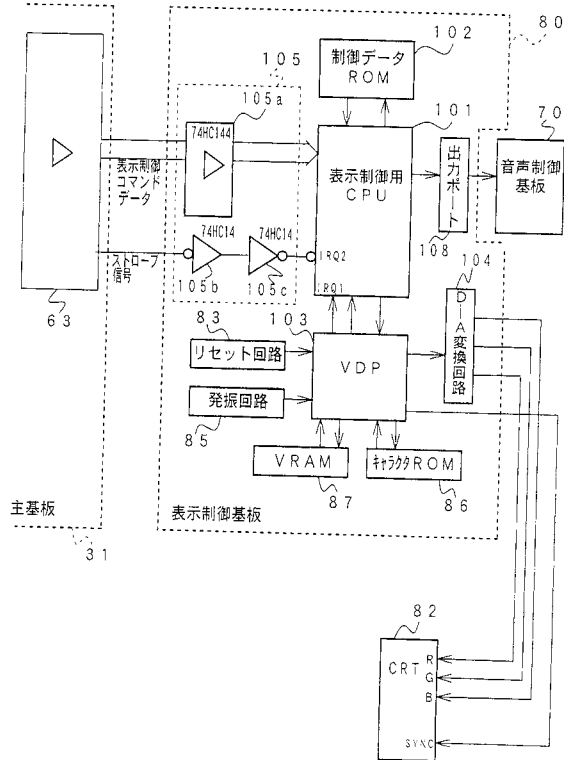 80
102
制御データ
ROM
105
105a
101
70
74HC144
表示制御
コマンド
データ
表示制御用
CPU
出力ポート
音声制御
基板
74HC14
74HC14
108
ストローブ
信号
IRQ2
105b
105c
IRQ1
63
104
83
103
リセット回路
VDP
D-A変換回路
発振回路
85
VRAM
キャラクタROM
87
86
主基板
表示制御基板
31
82
CRT
R
G
B
SYNC